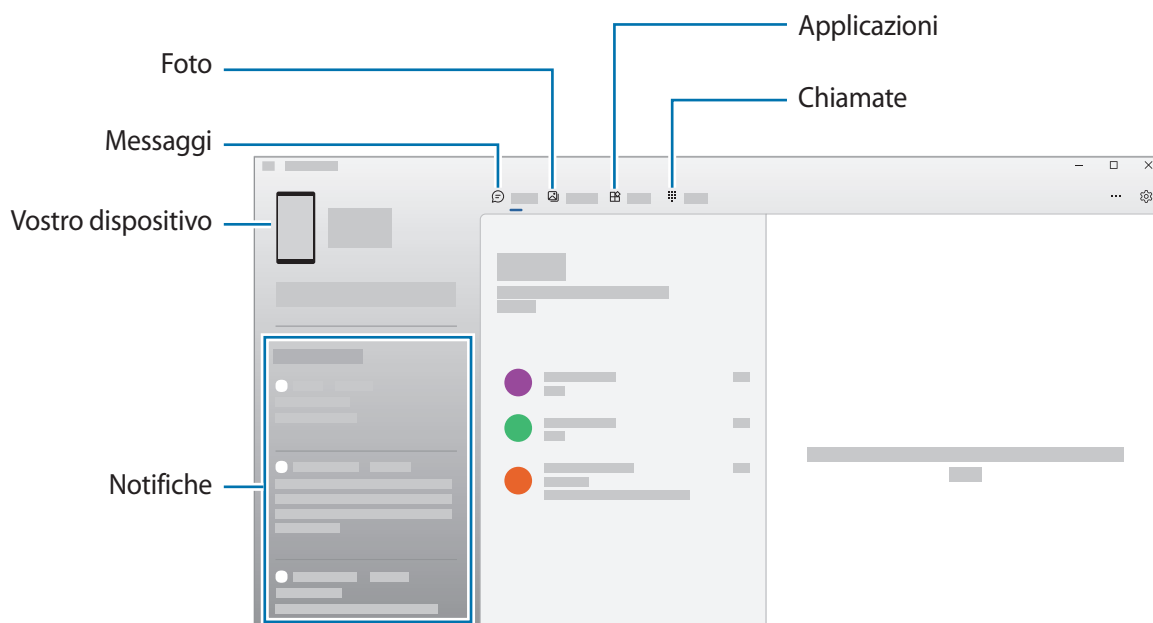 Applicazioni
Foto
Chiamate
Messaggi
Vostro dispositivo
Notifiche